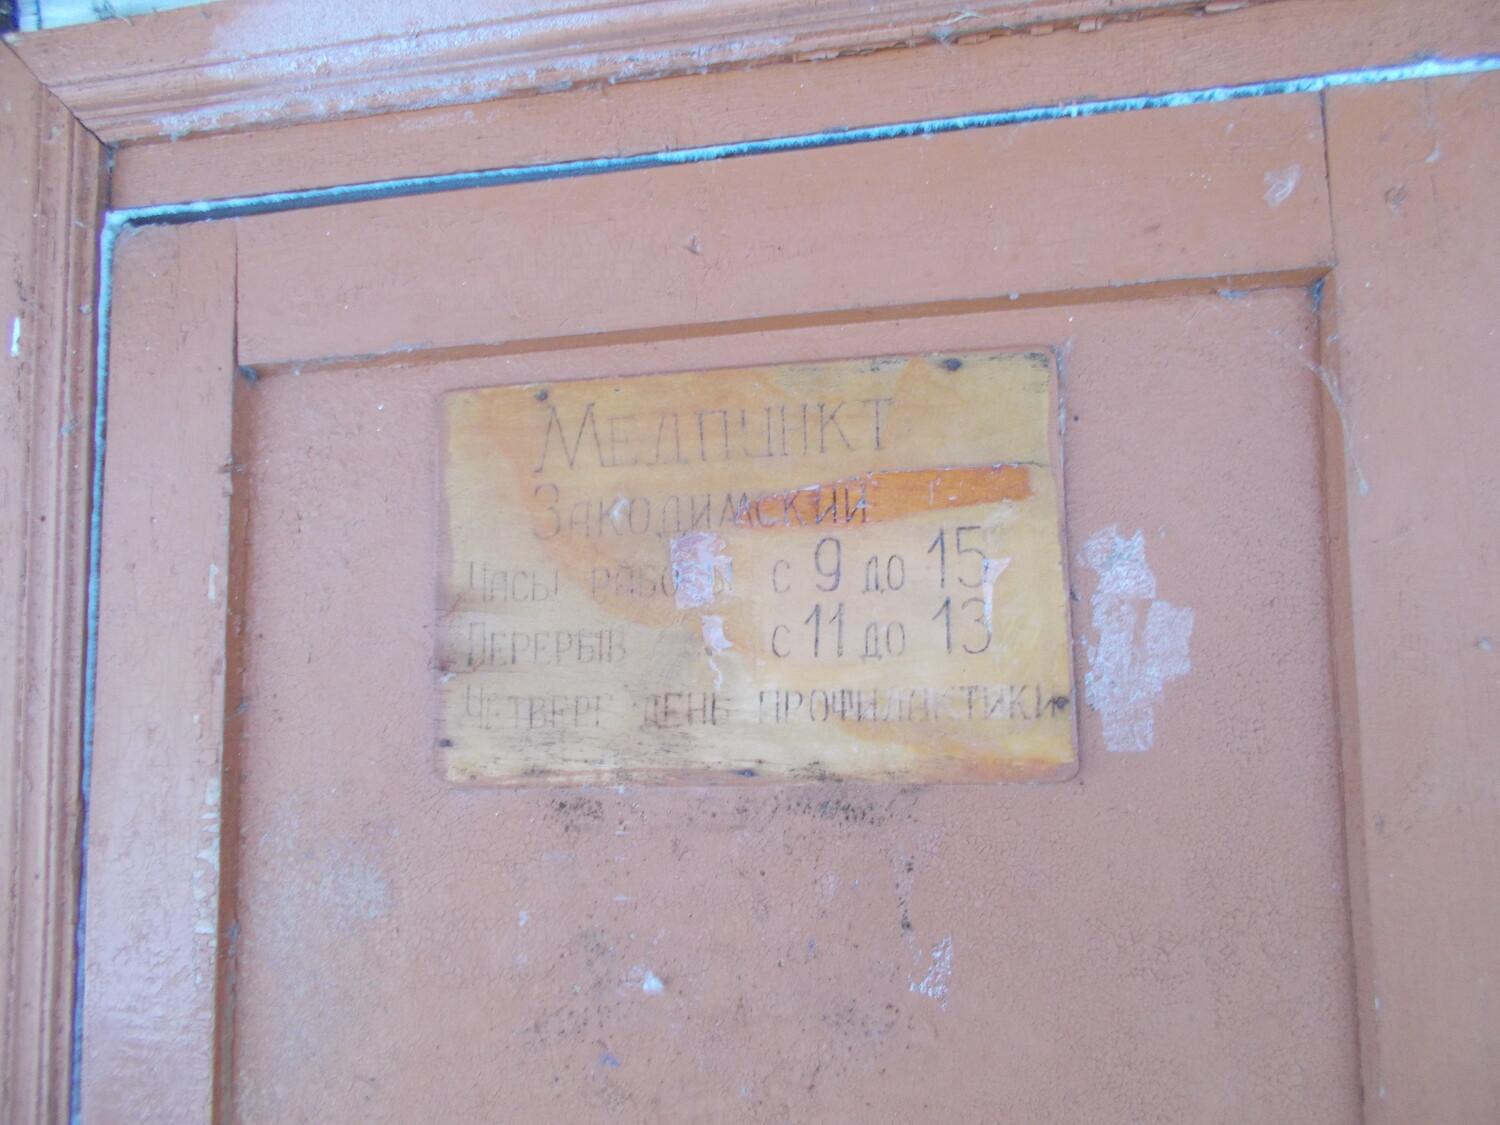 Медпункт
Закодимский
Часы работы с 9 до 15
Перерыв с 11 до 13
Четверг день профилактики